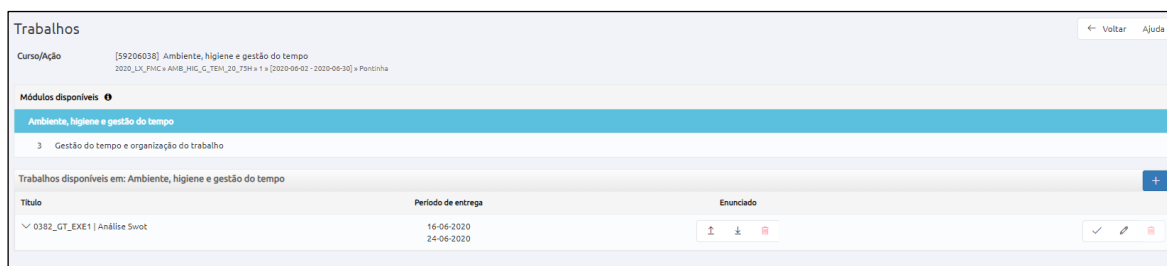 Trabalhos
← Voltar Ajuda
Curso/Ação [59206038] Ambiente, higiene e gestão do tempo
2020_LX_FMC » AMB_HIG_G_TEM_20_75H » 1 » [2020-06-02 - 2020-06-30] » Pontinha
Módulos disponíveis
Ambiente, higiene e gestão do tempo
3 Gestão do tempo e organização do trabalho
Trabalhos disponíveis em: Ambiente, higiene e gestão do tempo
Título Período de entrega Enunciado
0382_GT_EXE1 | Análise Swot 16-06-2020
24-06-2020